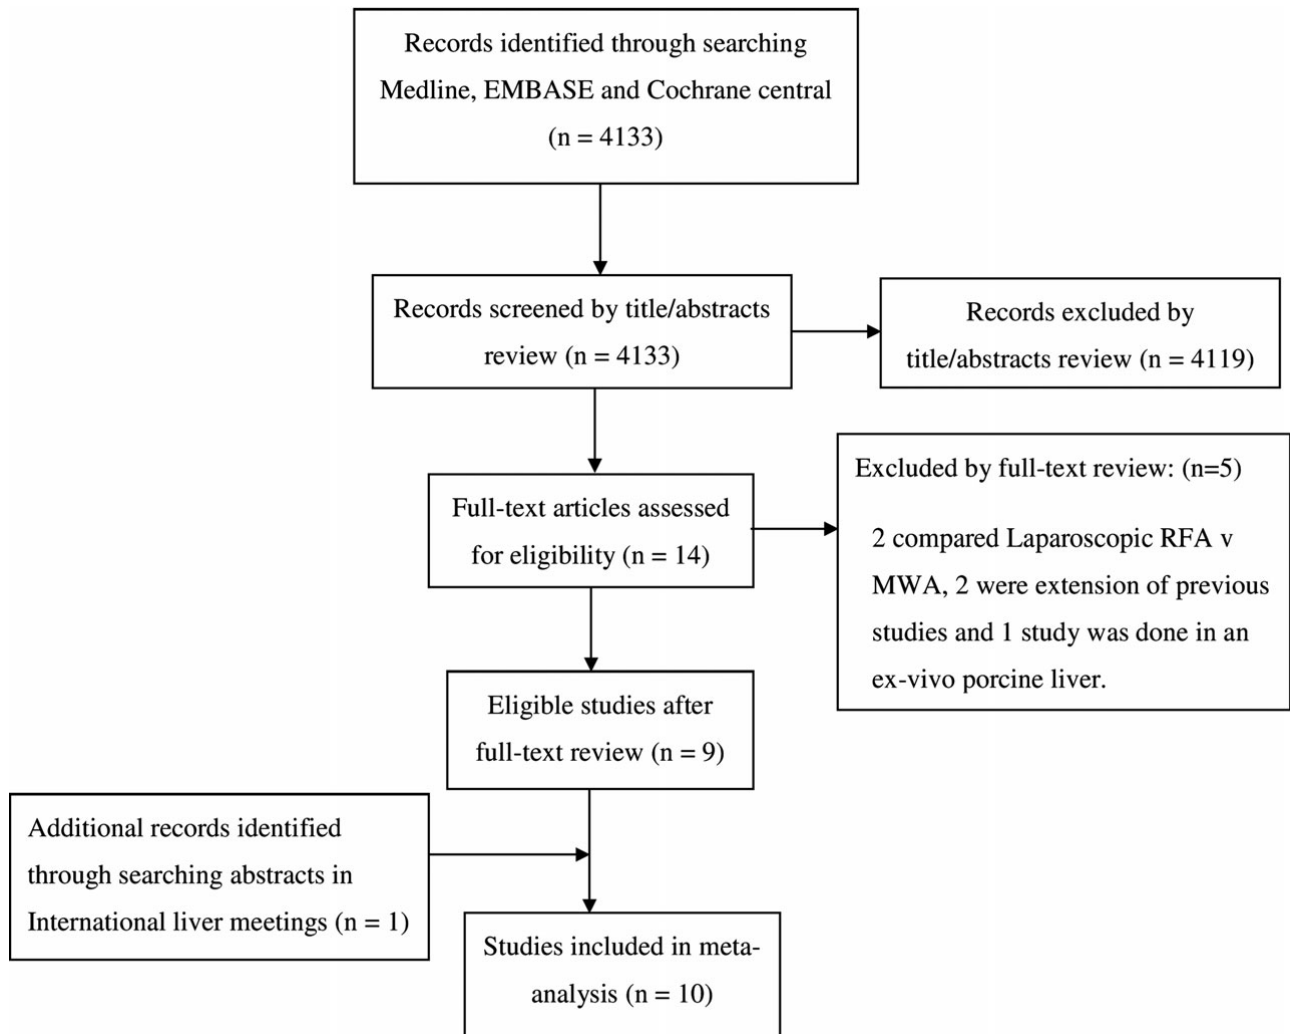 Records identified through searching
Medline, EMBASE and Cochrane central
(n = 4133)
Records screened by title/abstracts
review (n = 4133)
Records excluded by
title/abstracts review (n = 4119)
Full-text articles assessed
for eligibility (n = 14)
Excluded by full-text review: (n=5)
2 compared Laparoscopic RFA v
MWA, 2 were extension of previous
studies and 1 study was done in an
ex-vivo porcine liver.
Eligible studies after
full-text review (n = 9)
Additional records identified
through searching abstracts in
International liver meetings (n = 1)
Studies included in meta-
analysis (n = 10)